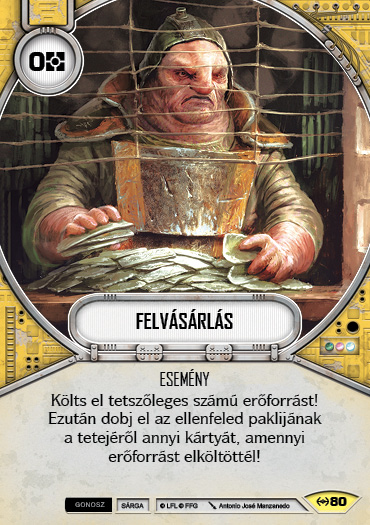 0
FELVÁSÁRLÁS
ESEMÉNY
Költs el tetszőleges számú erőforrást!
Ezután dobj el az ellenfeled paklijának
a tetejéről annyi kártyát, amennyi
erőforrást elköltöttél!
GONOSZ SÁRGA © LFL © FFG Antonio José Manzanedo 80